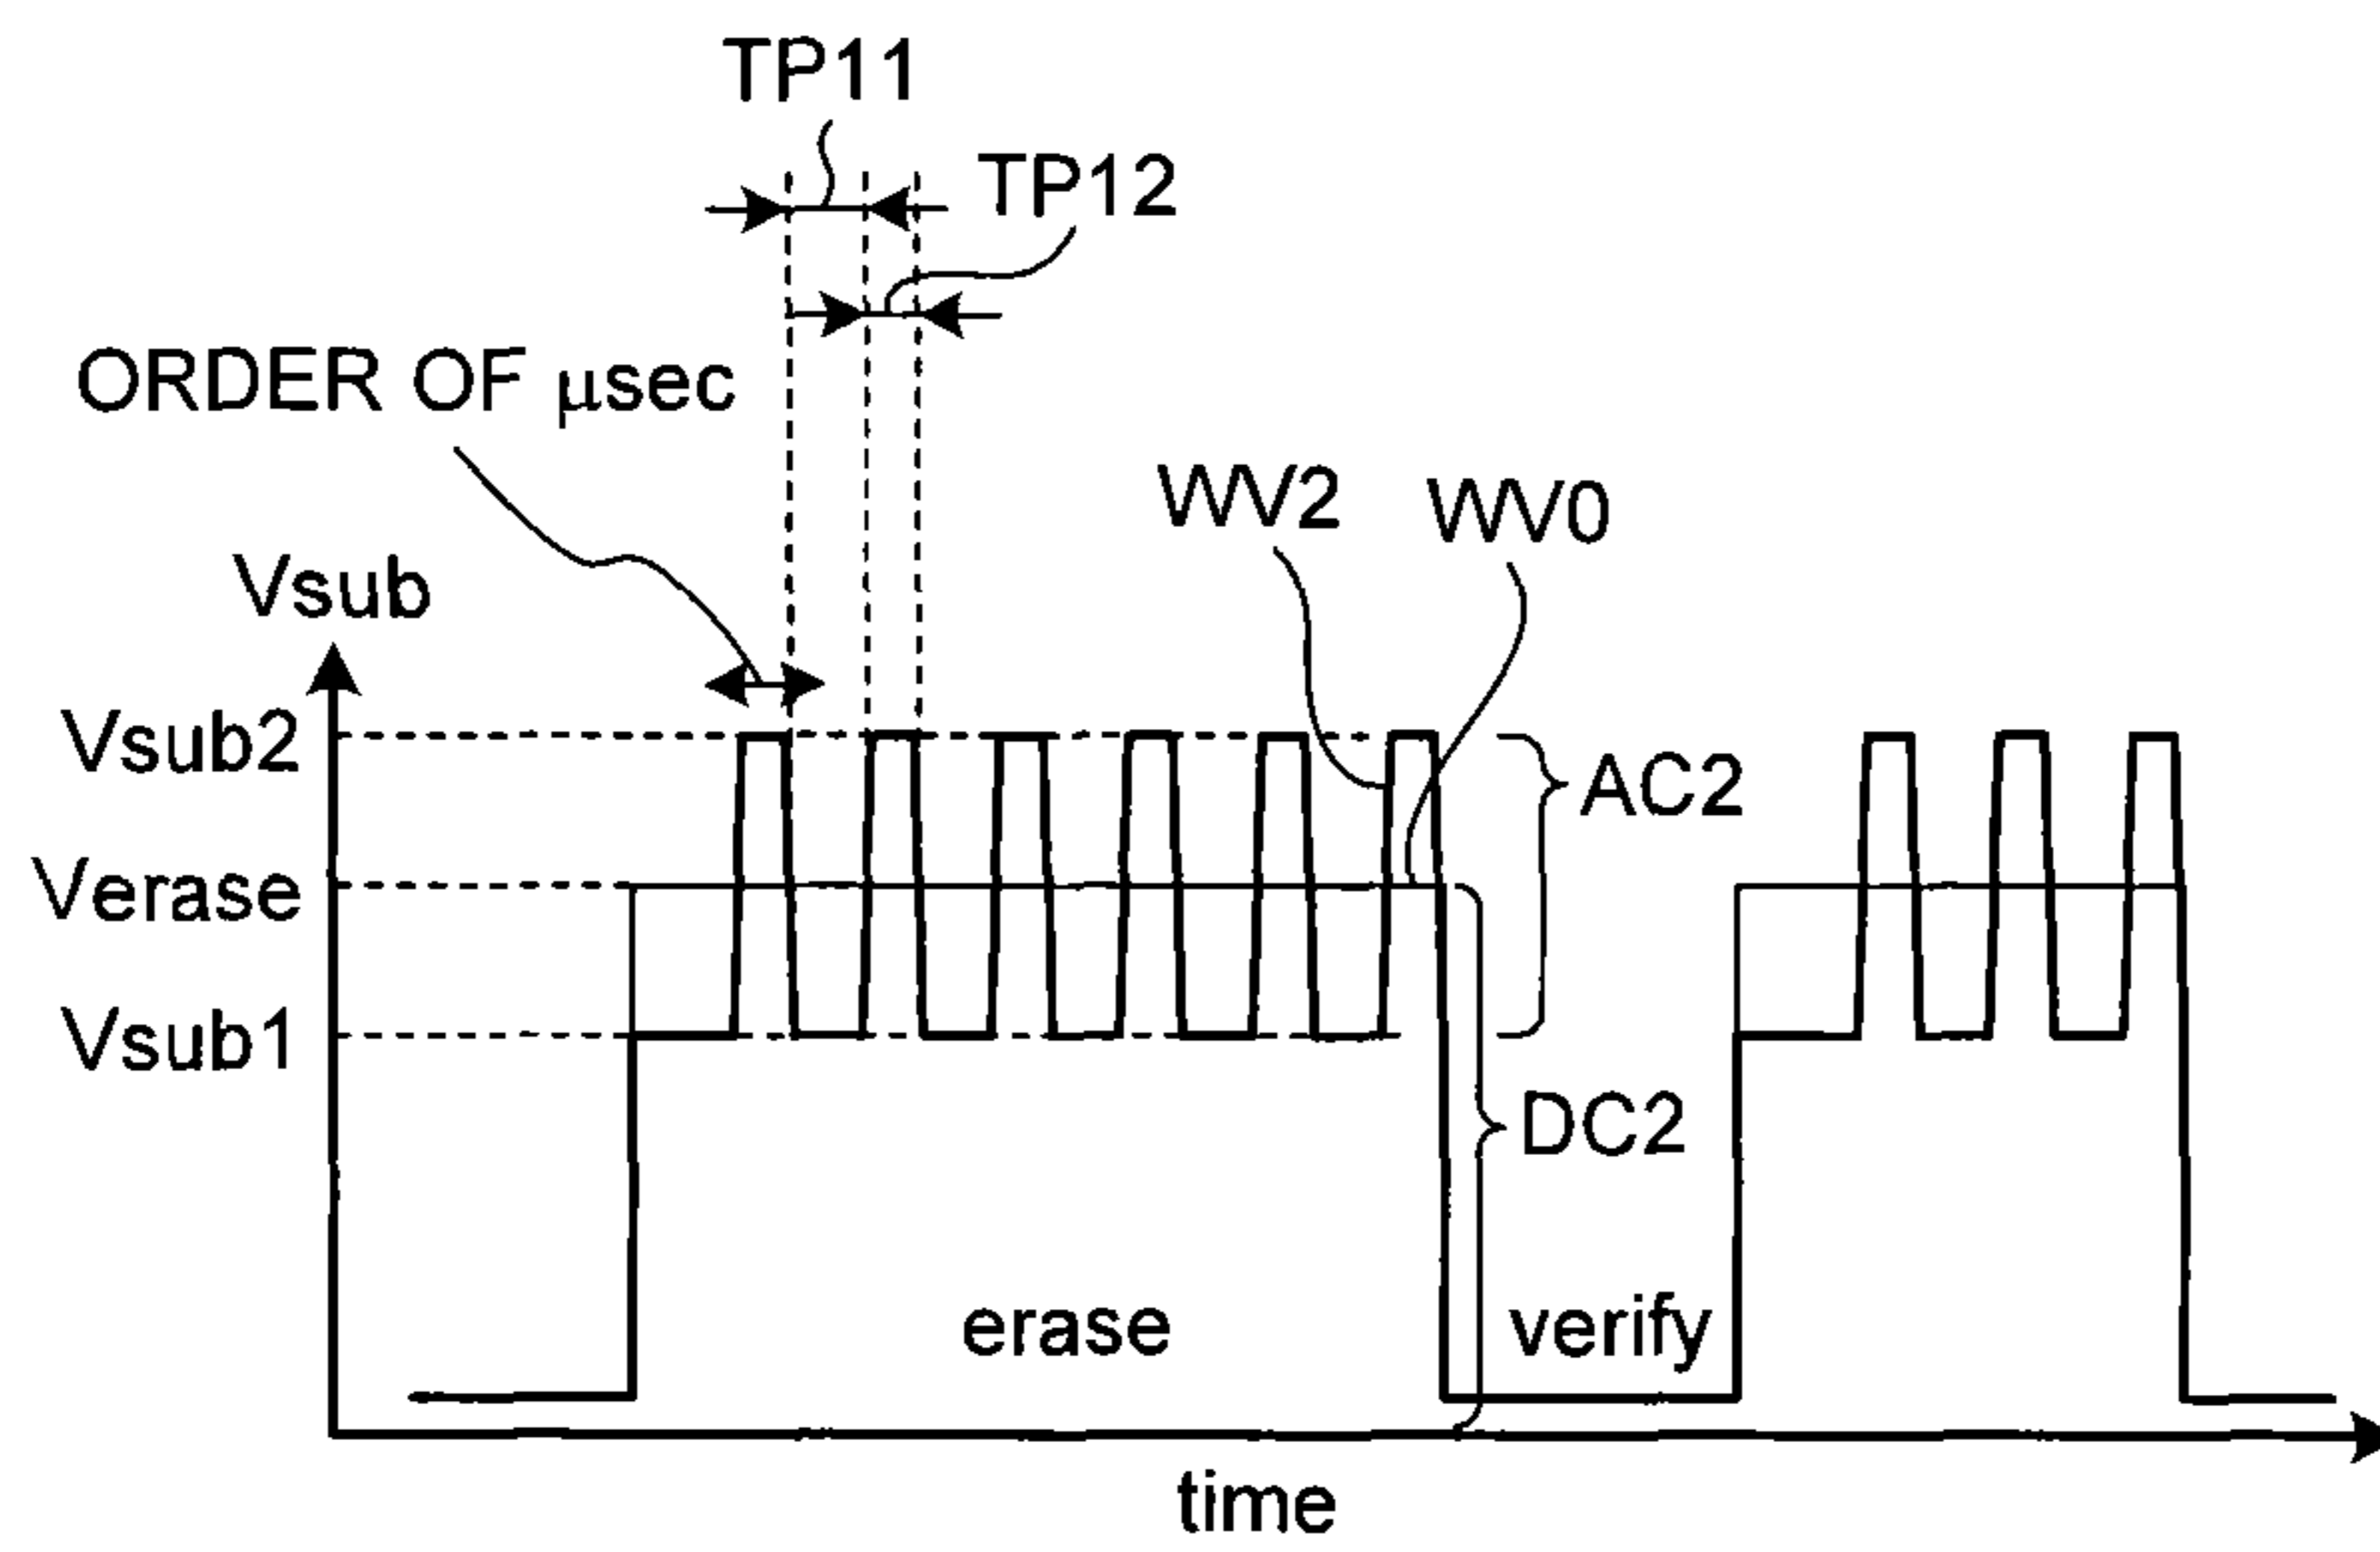 TP11
TP12
ORDER OF μsec
WV2
WV0
Vsub
Vsub2
AC2
Verase
Vsub1
DC2
erase
verify
time